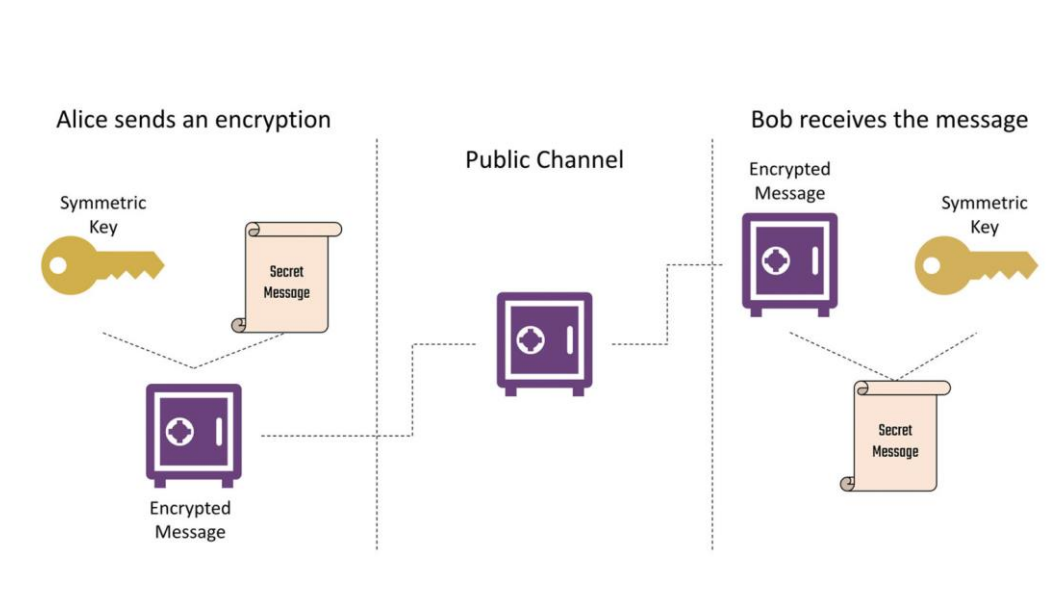 Alice sends an encryption
Symmetric
Key
Secret
Message
Encrypted
Message
Public Channel
Bob receives the message
Encrypted
Message
Symmetric
Key
Secret
Message